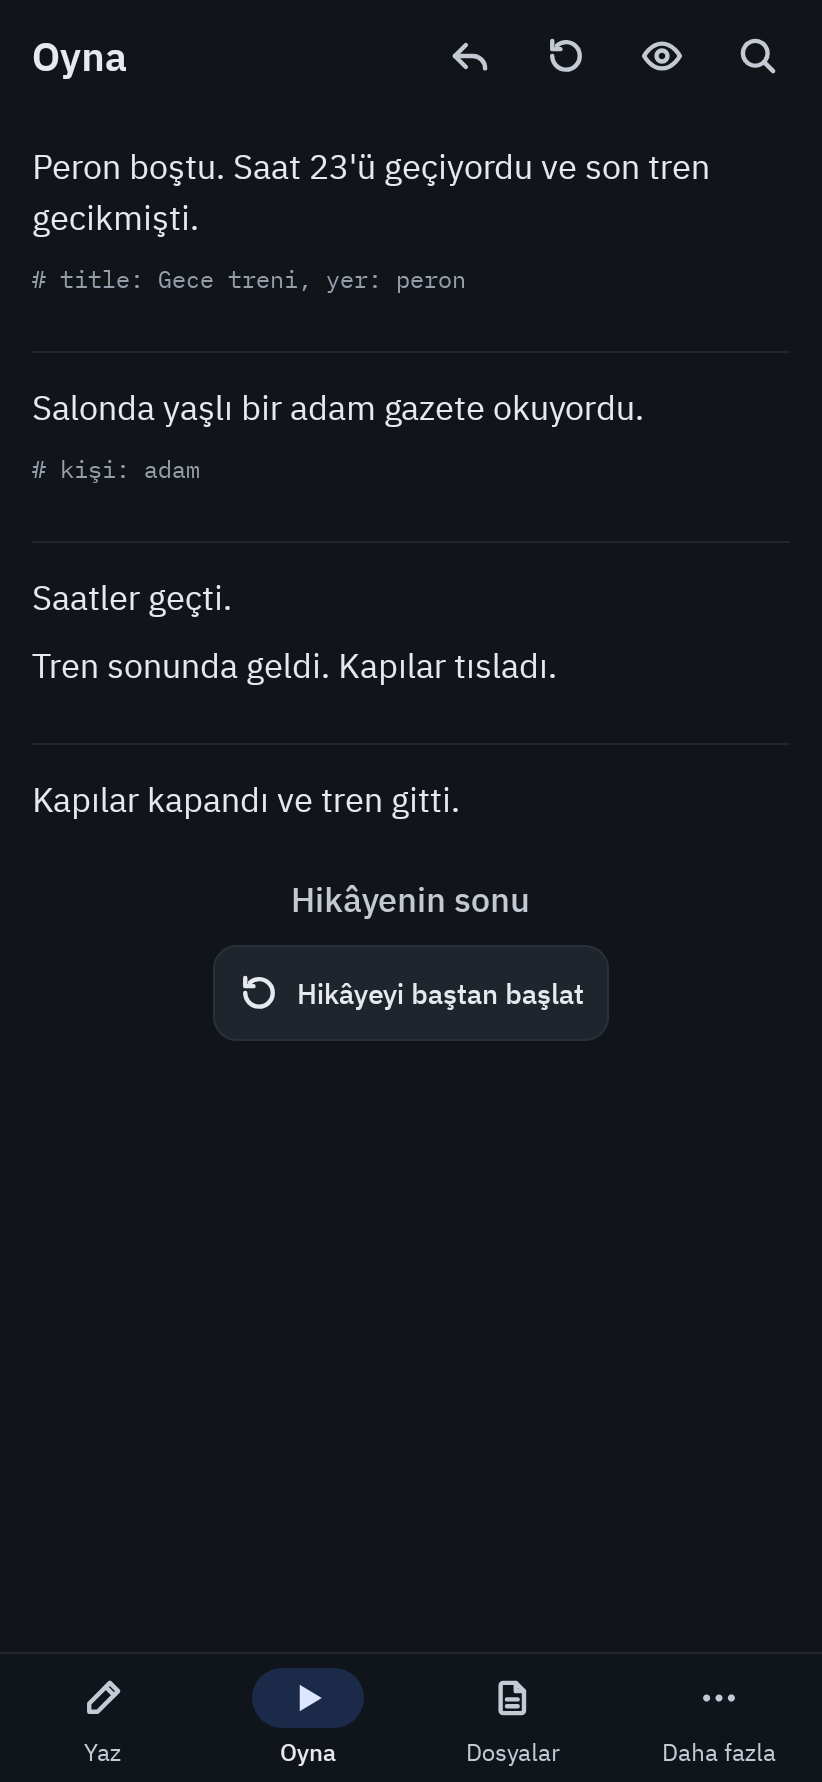 Oyna
Peron boştu. Saat 23'ü geçiyordu ve son tren
gecikmişti.
# title: Gece treni, yer: peron
Salonda yaşlı bir adam gazete okuyordu.
# kişi: adam
Saatler geçti.
Tren sonunda geldi. Kapılar tısladı.
Kapılar kapandı ve tren gitti.
Hikâyenin sonu
Hikâyeyi baştan başlat
Yaz
Oyna
Dosyalar
Daha fazla